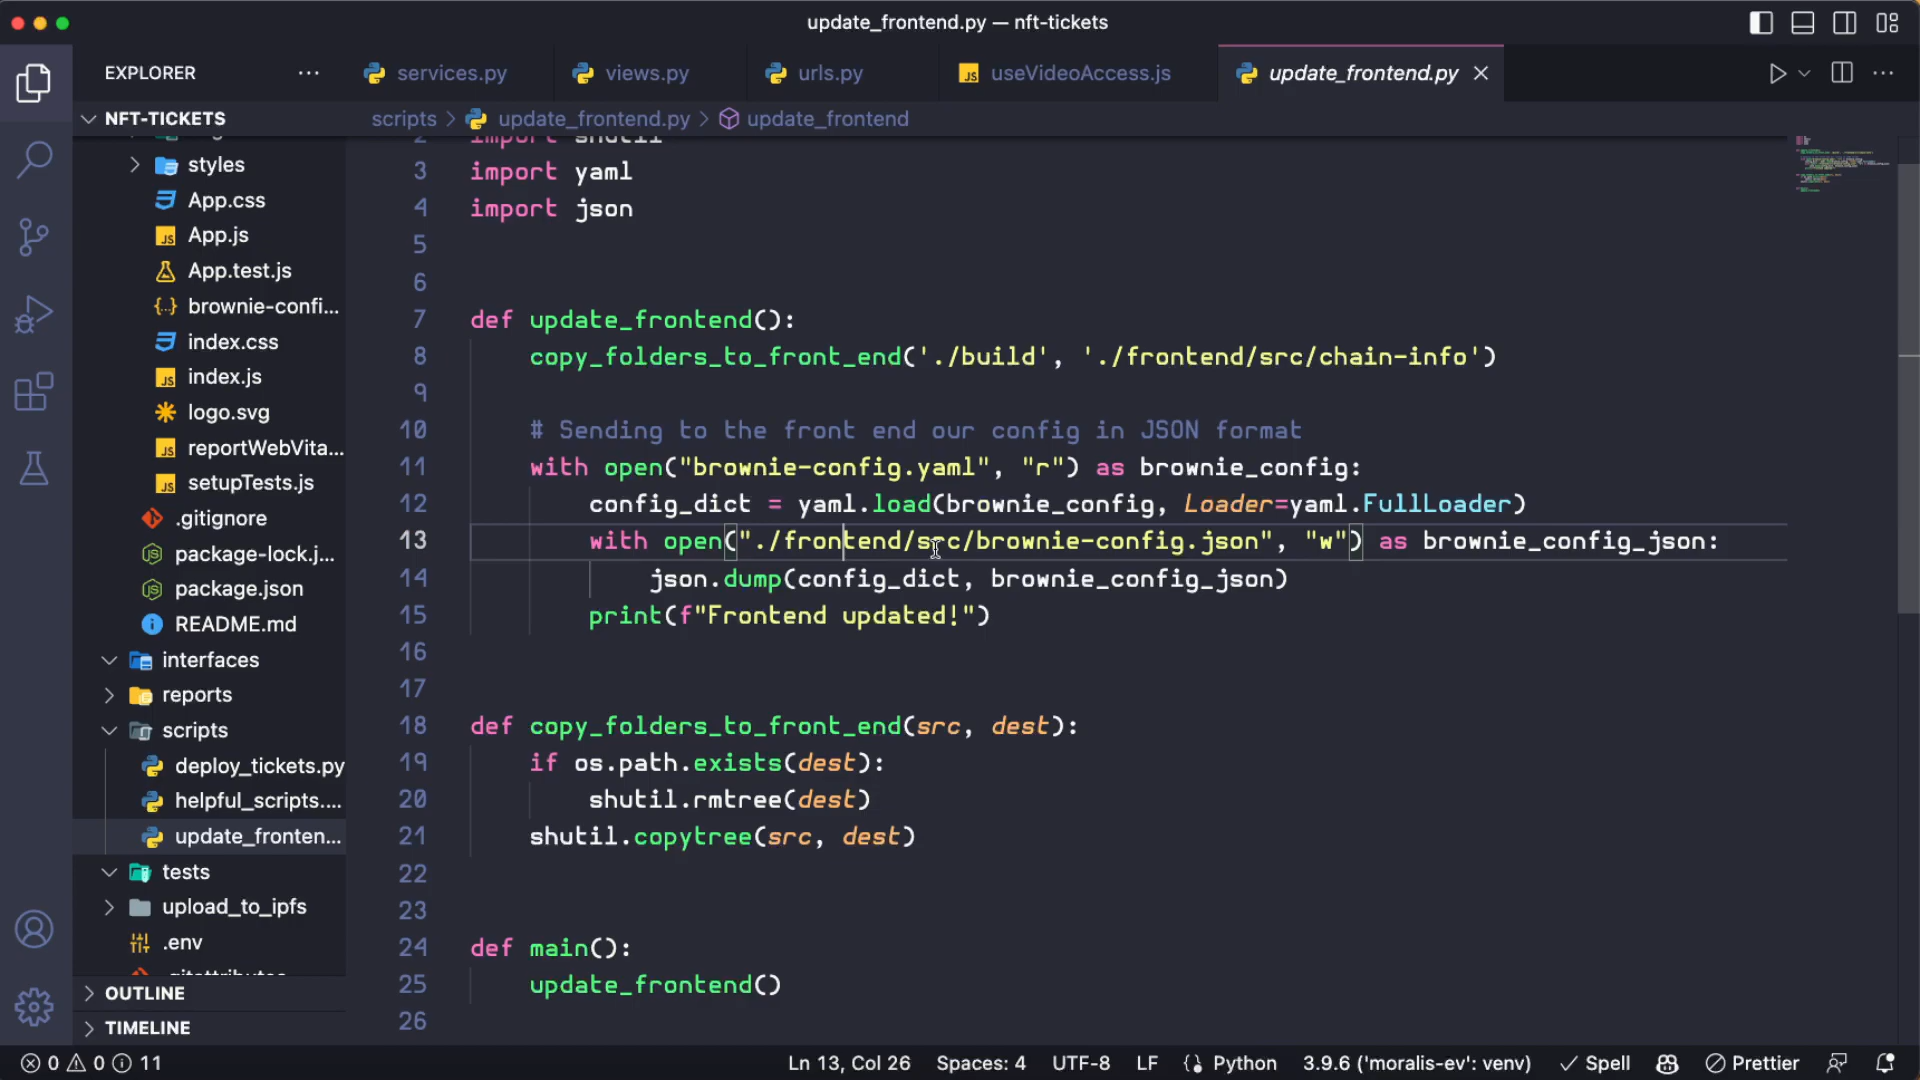 update_frontend.py — nft-tickets
EXPLORER
services.py
views.py
urls.py
useVideoAccess.js
update_frontend.py
NFT-TICKETS
scripts > update_frontend.py > update_frontend
styles
App.css
App.js
App.test.js
brownie-confi...
index.css
index.js
logo.svg
reportWebVita...
setupTests.js
.gitignore
package-lock.j...
package.json
README.md
interfaces
reports
scripts
deploy_tickets.py
helpful_scripts....
update_fronten...
tests
upload_to_ipfs
.env
.gitattributes
OUTLINE
TIMELINE
2 import shutil
3 import yaml
4 import json
5
6
7 def update_frontend():
8 copy_folders_to_front_end('./build', './frontend/src/chain-info')
9
10 # Sending to the front end our config in JSON format
11 with open("brownie-config.yaml", "r") as brownie_config:
12 config_dict = yaml.load(brownie_config, Loader=yaml.FullLoader)
13 with open("./frontend/src/brownie-config.json", "w") as brownie_config_json:
14 json.dump(config_dict, brownie_config_json)
15 print(f"Frontend updated!")
16
17
18 def copy_folders_to_front_end(src, dest):
19 if os.path.exists(dest):
20 shutil.rmtree(dest)
21 shutil.copytree(src, dest)
22
23
24 def main():
25 update_frontend()
26
0 0 11
Ln 13, Col 26 Spaces: 4 UTF-8 LF Python 3.9.6 ('moralis-ev': venv) Spell Prettier